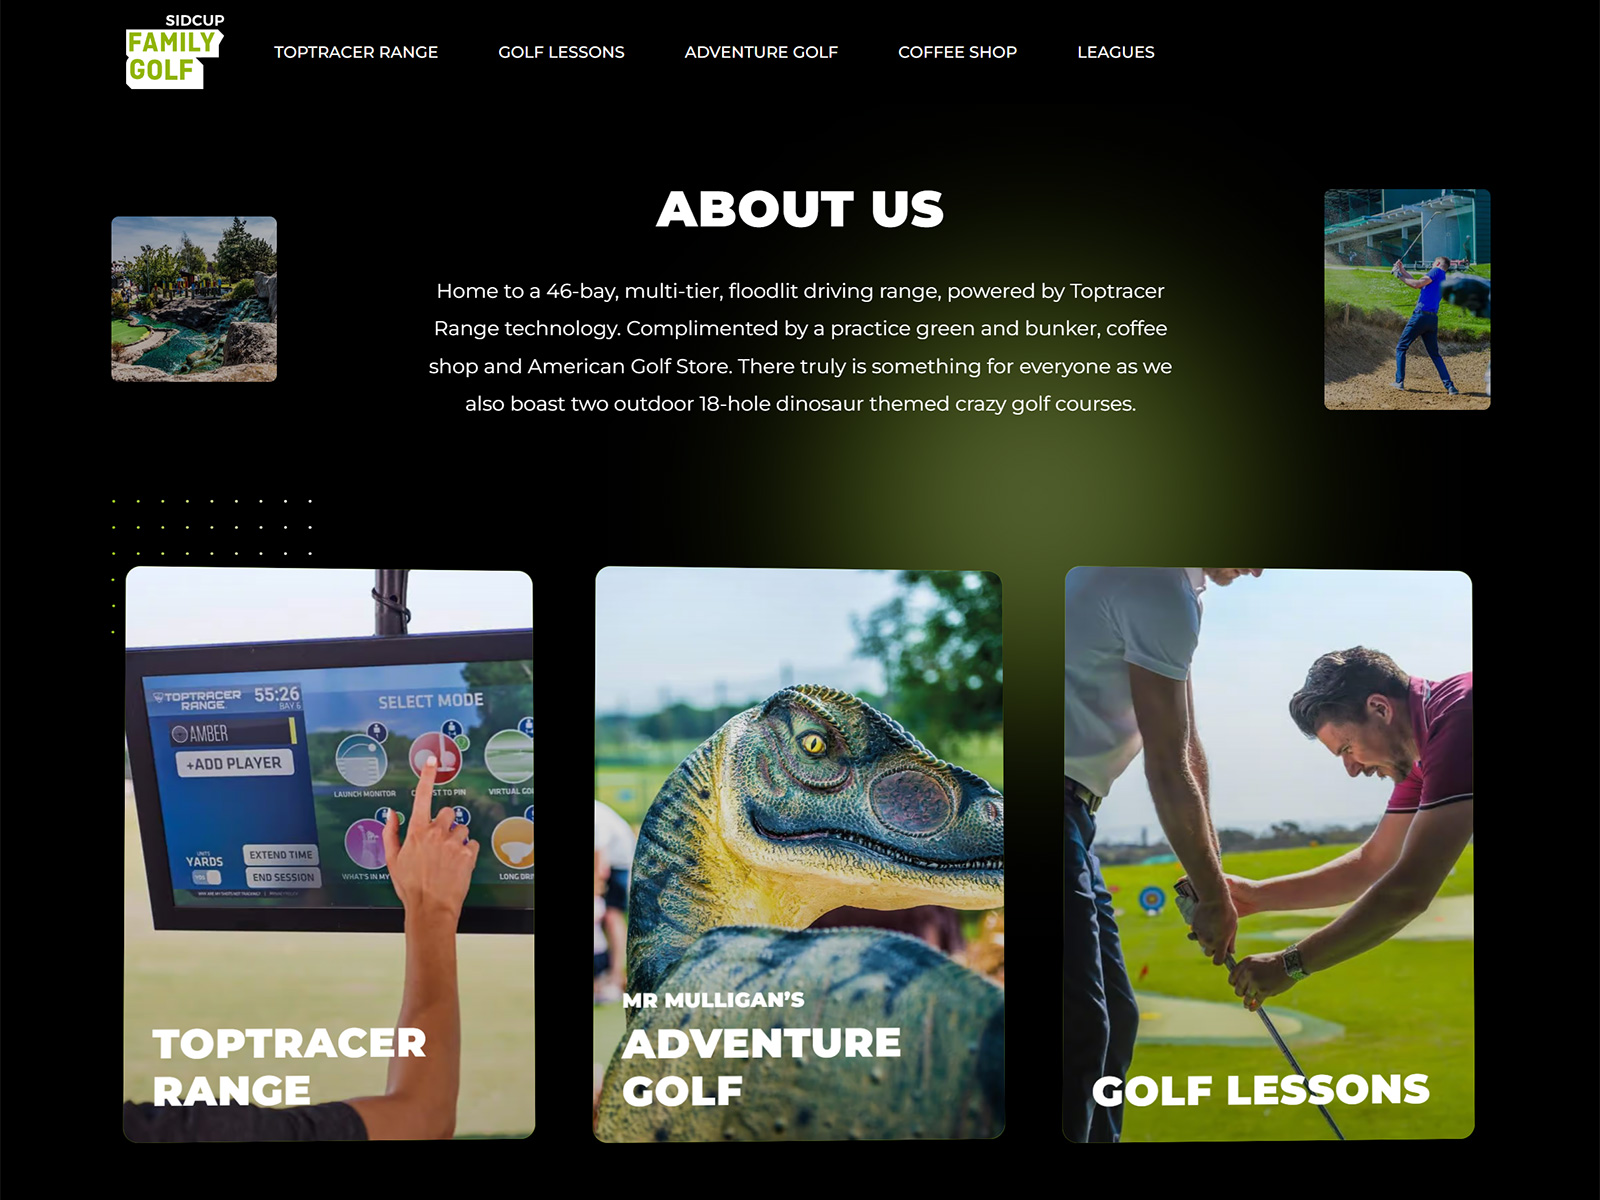 SIDCUP
FAMILY
GOLF
TOPTRACER RANGE
GOLF LESSONS
ADVENTURE GOLF
COFFEE SHOP
LEAGUES
ABOUT US
Home to a 46-bay, multi-tier, floodlit driving range, powered by Toptracer
Range technology. Complimented by a practice green and bunker, coffee
shop and American Golf Store. There truly is something for everyone as we
also boast two outdoor 18-hole dinosaur themed crazy golf courses.
TOPTRACER
RANGE
55:26
BAY 6
SELECT MODE
AMBER
+ADD PLAYER
LAUNCH MONITOR
TO PIN
VIRTUAL
UNITS
YARDS
EXTEND TIME
END SESSION
WHAT'S IN MY
LONG
TOPTRACER
RANGE
MR MULLIGAN'S
ADVENTURE
GOLF
GOLF LESSONS